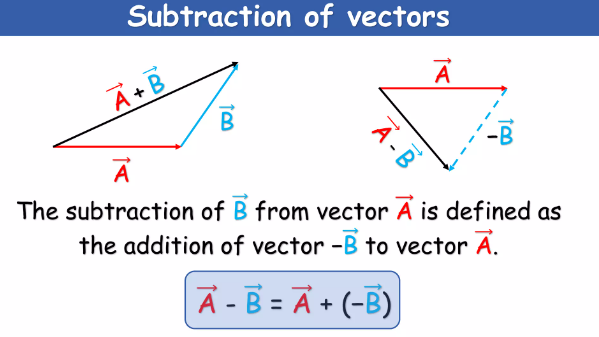 Subtraction of vectors
A⃗ + B⃗
B⃗
A⃗
A⃗
A⃗ - B⃗
−B⃗
The subtraction of B⃗ from vector A⃗ is defined as
the addition of vector −B⃗ to vector A⃗.
A⃗ - B⃗ = A⃗ + (−B⃗)